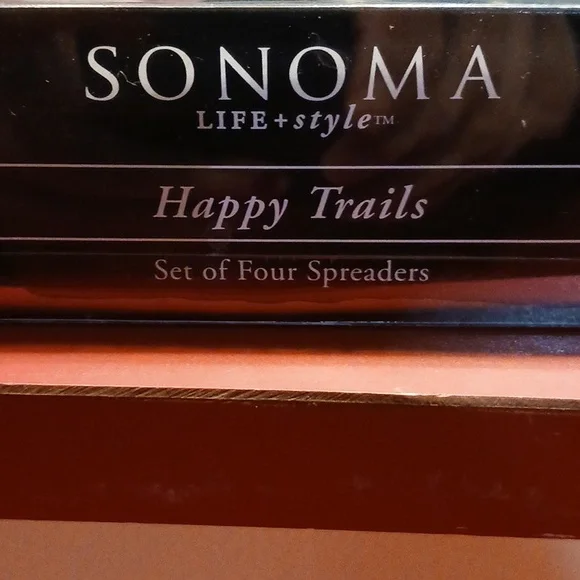 SONOMA
LIFE+style™
Happy Trails
Set of Four Spreaders